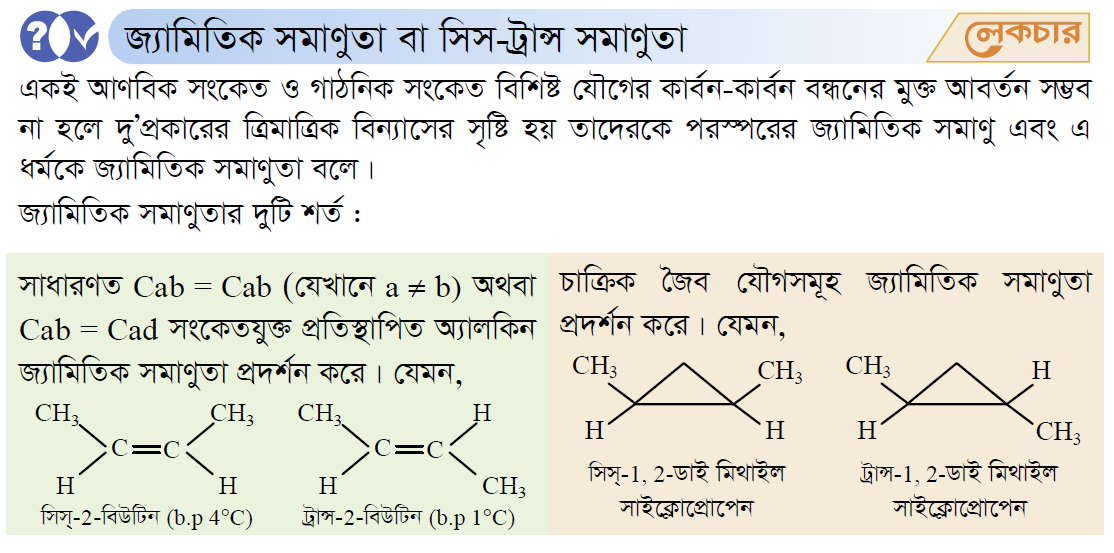 জ্যামিতিক সমাণুতা বা সিস-ট্রান্স সমাণুতা
লেকচার
একই আণবিক সংকেত ও গাঠনিক সংকেত বিশিষ্ট যৌগের কার্বন-কার্বন বন্ধনের মুক্ত আবর্তন সম্ভব
না হলে দু'প্রকারের ত্রিমাত্রিক বিন্যাসের সৃষ্টি হয় তাদেরকে পরস্পরের জ্যামিতিক সমাণু এবং এ
ধর্মকে জ্যামিতিক সমাণুতা বলে।
জ্যামিতিক সমাণুতার দুটি শর্ত :
সাধারণত Cab = Cab (যেখানে a ≠ b) অথবা
Cab = Cad সংকেতযুক্ত প্রতিস্থাপিত অ্যালকিন
জ্যামিতিক সমাণুতা প্রদর্শন করে। যেমন,
CH₃ CH₃ CH₃ H
C=C C=C
H H H CH₃
সিস্-2-বিউটিন (b.p 4°C) ট্রান্স-2-বিউটিন (b.p 1°C)
চাক্রিক জৈব যৌগসমূহ জ্যামিতিক সমাণুতা
প্রদর্শন করে। যেমন,
CH₃ CH₃ CH₃ H
H H H CH₃
সিস্-1, 2-ডাই মিথাইল ট্রান্স-1, 2-ডাই মিথাইল
সাইক্লোপ্রোপেন সাইক্লোপ্রোপেন